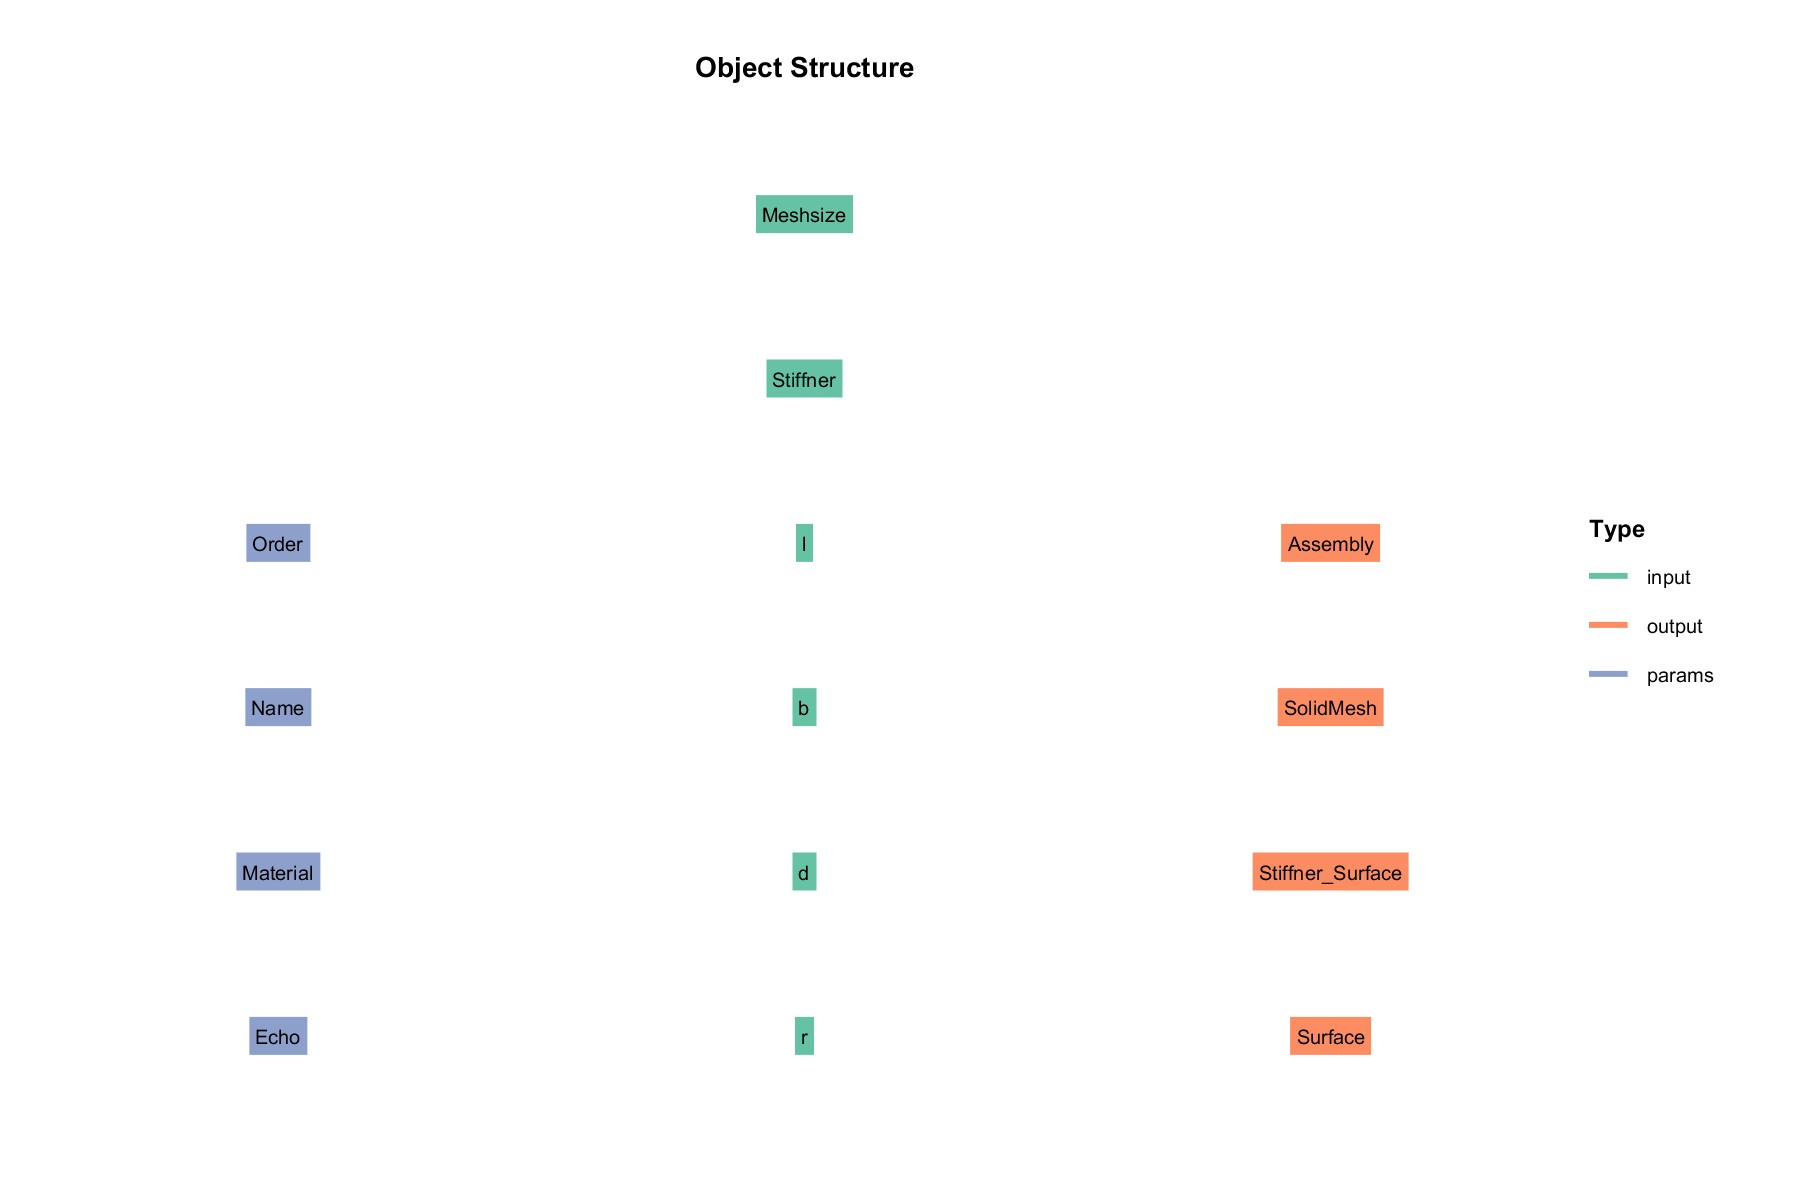 Object Structure
Meshsize
Stiffner
Order
l
Assembly
Name
b
SolidMesh
Material
d
Stiffner_Surface
Echo
r
Surface
Type
input
output
params